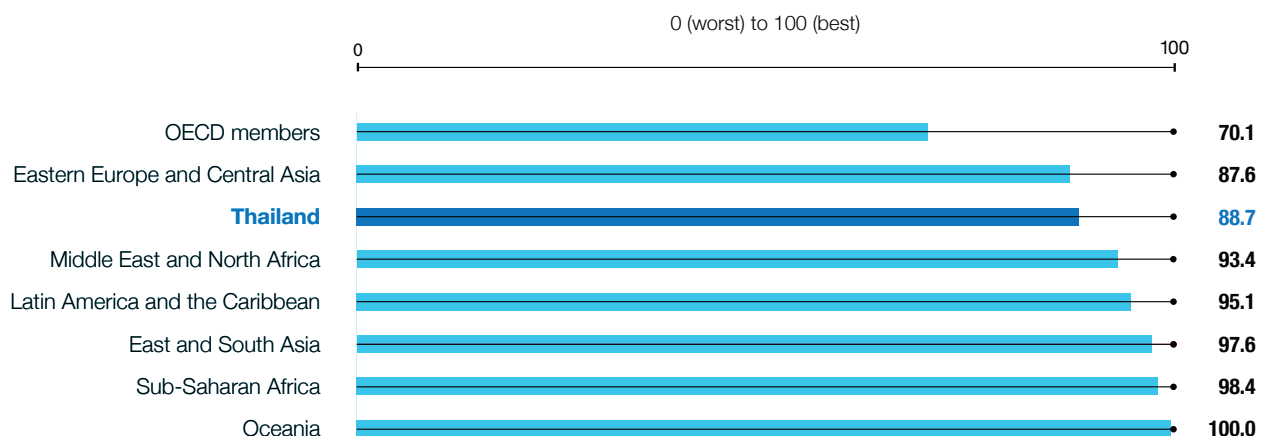 0 (worst) to 100 (best)
0 100
OECD members 70.1
Eastern Europe and Central Asia 87.6
Thailand 88.7
Middle East and North Africa 93.4
Latin America and the Caribbean 95.1
East and South Asia 97.6
Sub-Saharan Africa 98.4
Oceania 100.0